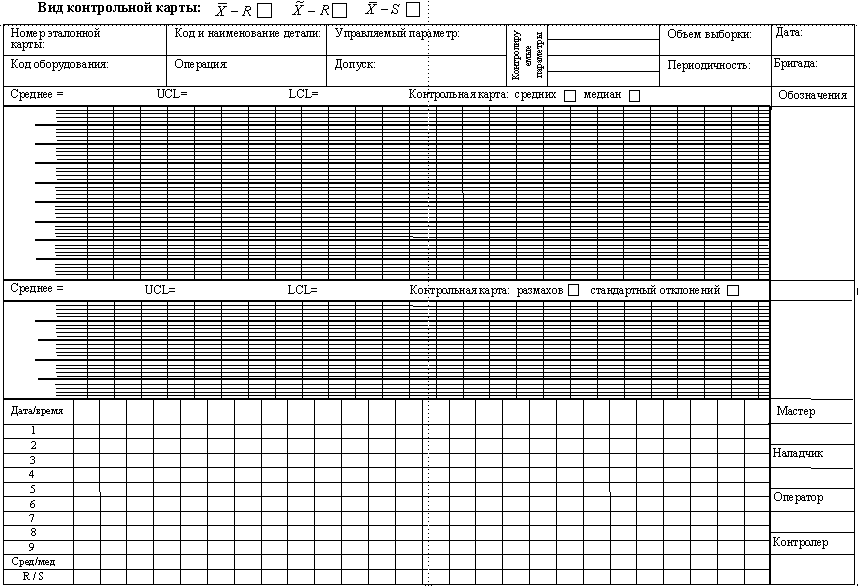 Вид контрольной карты: X̅ – R X̃ – R X̅ – S
Номер эталонной карты:
Код и наименование детали:
Управляемый параметр:
Контролиру емые параметры
Объем выборки:
Дата:
Код оборудования:
Операция:
Допуск:
Периодичность:
Бригада:
Среднее = UCL= LCL= Контрольная карта: средних медиан
Обозначения
Среднее = UCL= LCL= Контрольная карта: размахов стандартный отклонений
Дата/время
Мастер
1
2
3
Наладчик
4
5
Оператор
6
7
8
9
Контролер
Сред/мед
R / S